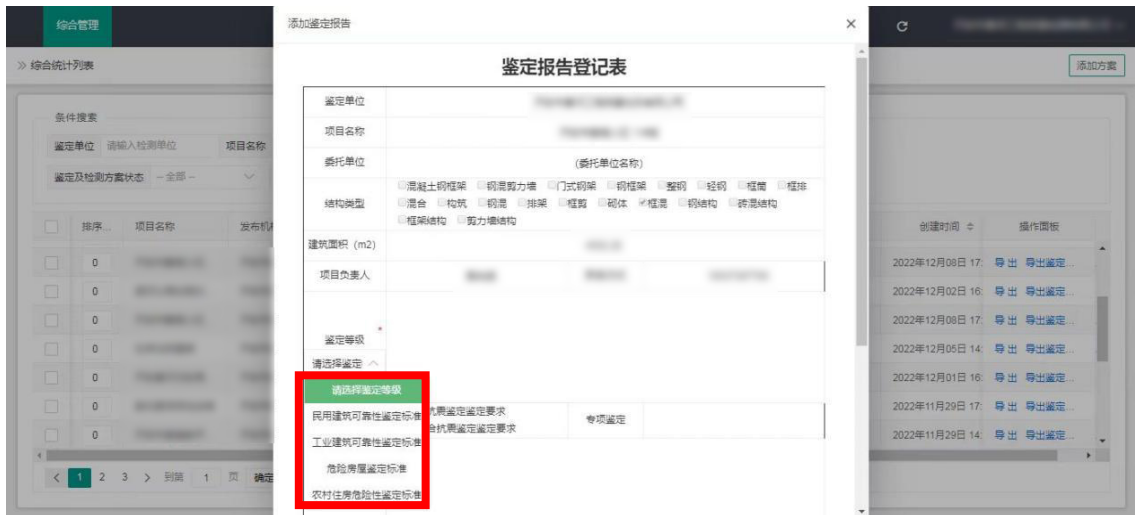 综合管理
添加鉴定报告
×
» 综合统计列表
添加方案
鉴定报告登记表
鉴定单位
项目名称
委托单位 (委托单位名称)
结构类型
混凝土钢框架 钢混剪力墙 门式钢架 钢框架 整钢 轻钢 框筒 框排
混合 构筑 钢混 排架 框剪 砌体 框混 钢结构 砖混结构
框架结构 剪力墙结构
建筑面积 (m2)
项目负责人
鉴定等级 *
请选择鉴定
请选择鉴定等级
民用建筑可靠性鉴定标准
工业建筑可靠性鉴定标准
危险房屋鉴定标准
农村住房危险性鉴定标准
抗震鉴定鉴定要求
合抗震鉴定鉴定要求
专项鉴定
条件搜索
鉴定单位 请输入检测单位 项目名称
鉴定及检测方案状态 --全部--
排序... 项目名称 发布机 创建时间 操作面板
0 2022年12月08日 17: 导出 导出鉴定...
0 2022年12月02日 16: 导出 导出鉴定...
0 2022年12月08日 17: 导出 导出鉴定...
0 2022年12月05日 14: 导出 导出鉴定...
0 2022年12月01日 16: 导出 导出鉴定...
0 2022年11月29日 17: 导出 导出鉴定...
0 2022年11月29日 14: 导出 导出鉴定...
< 1 2 3 > 到第 1 页 确定